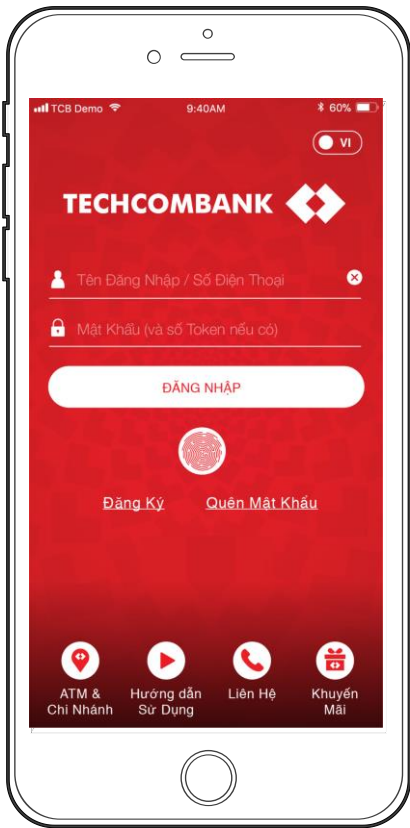 TCB Demo 9:40AM 60%
VI
TECHCOMBANK
Tên Đăng Nhập / Số Điện Thoại
Mật Khẩu (và số Token nếu có)
ĐĂNG NHẬP
Đăng Ký Quên Mật Khẩu
ATM & Hướng dẫn Liên Hệ Khuyến
Chi Nhánh Sử Dụng Mãi